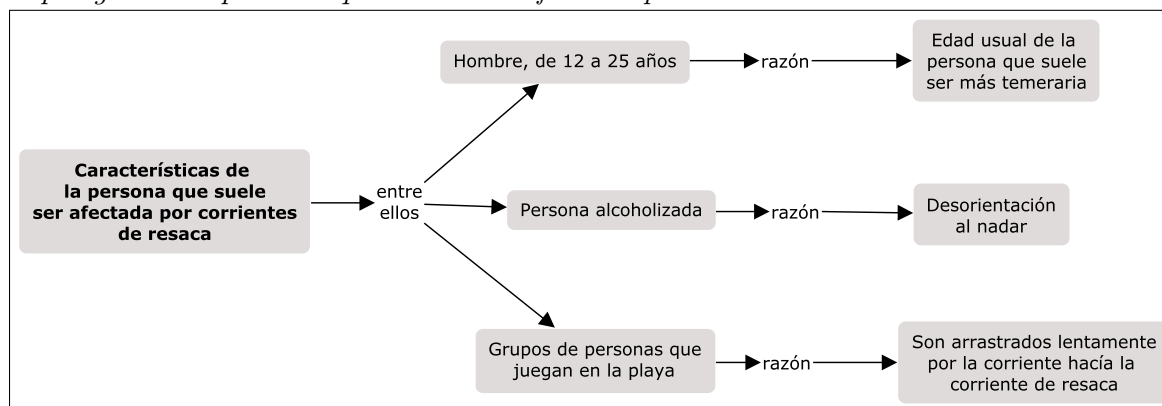 Hombre, de 12 a 25 años
razón
Edad usual de la
persona que suele
ser más temeraria
Características de
la persona que suele
ser afectada por corrientes
de resaca
entre
ellos
Persona alcoholizada
razón
Desorientación
al nadar
Grupos de personas que
juegan en la playa
razón
Son arrastrados lentamente
por la corriente hacía la
corriente de resaca